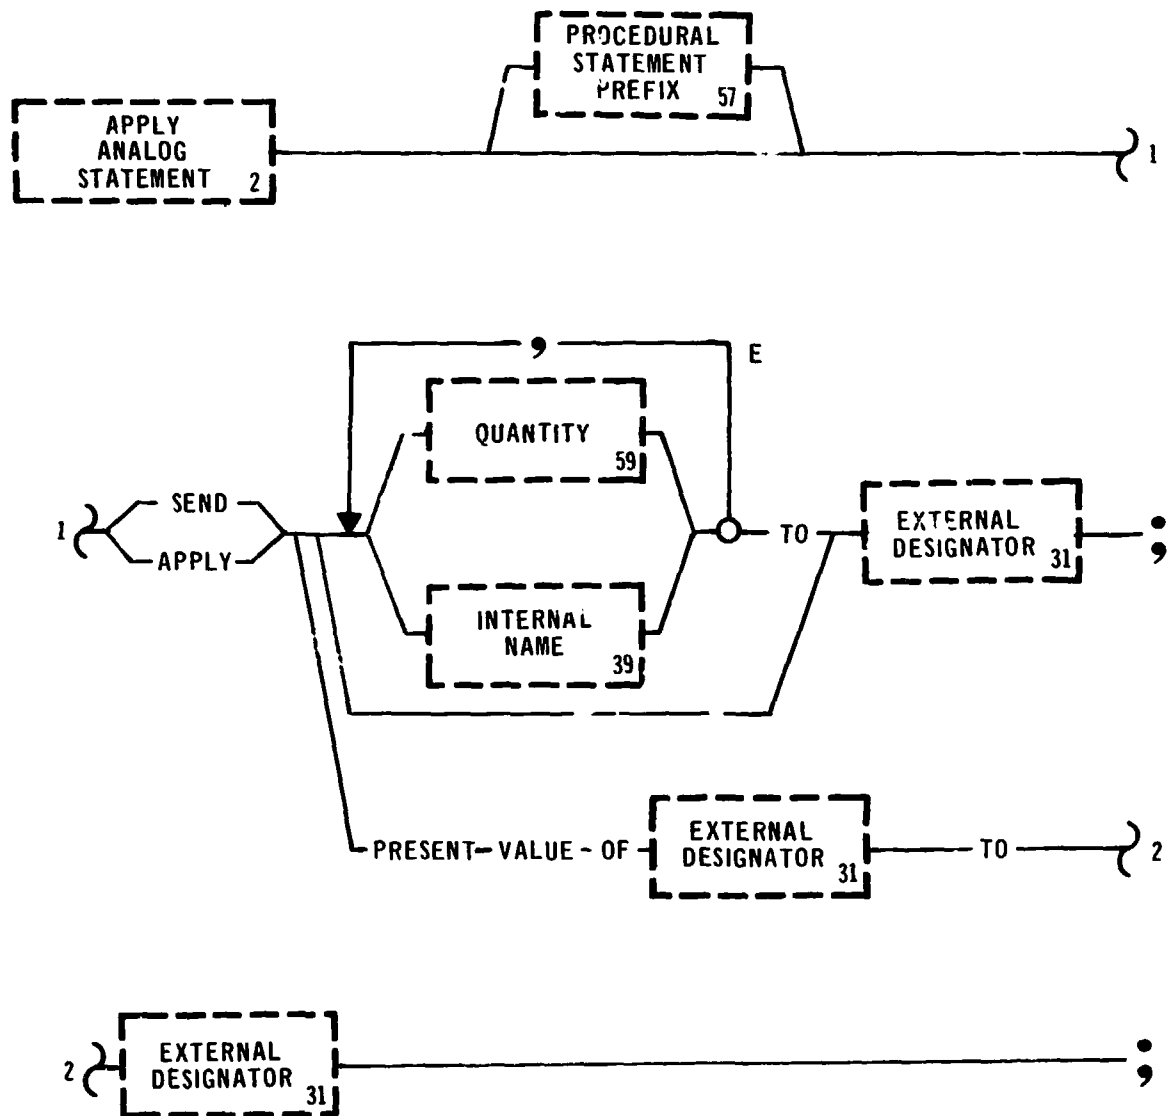 PROCEDURAL
STATEMENT
PREFIX 57
APPLY
ANALOG
STATEMENT 2
1
, E
QUANTITY
59
1 SEND
APPLY
TO
EXTERNAL
DESIGNATOR 31 ;
INTERNAL
NAME
39
PRESENT VALUE OF
EXTERNAL
DESIGNATOR 31
TO 2
2 EXTERNAL
DESIGNATOR 31 ;